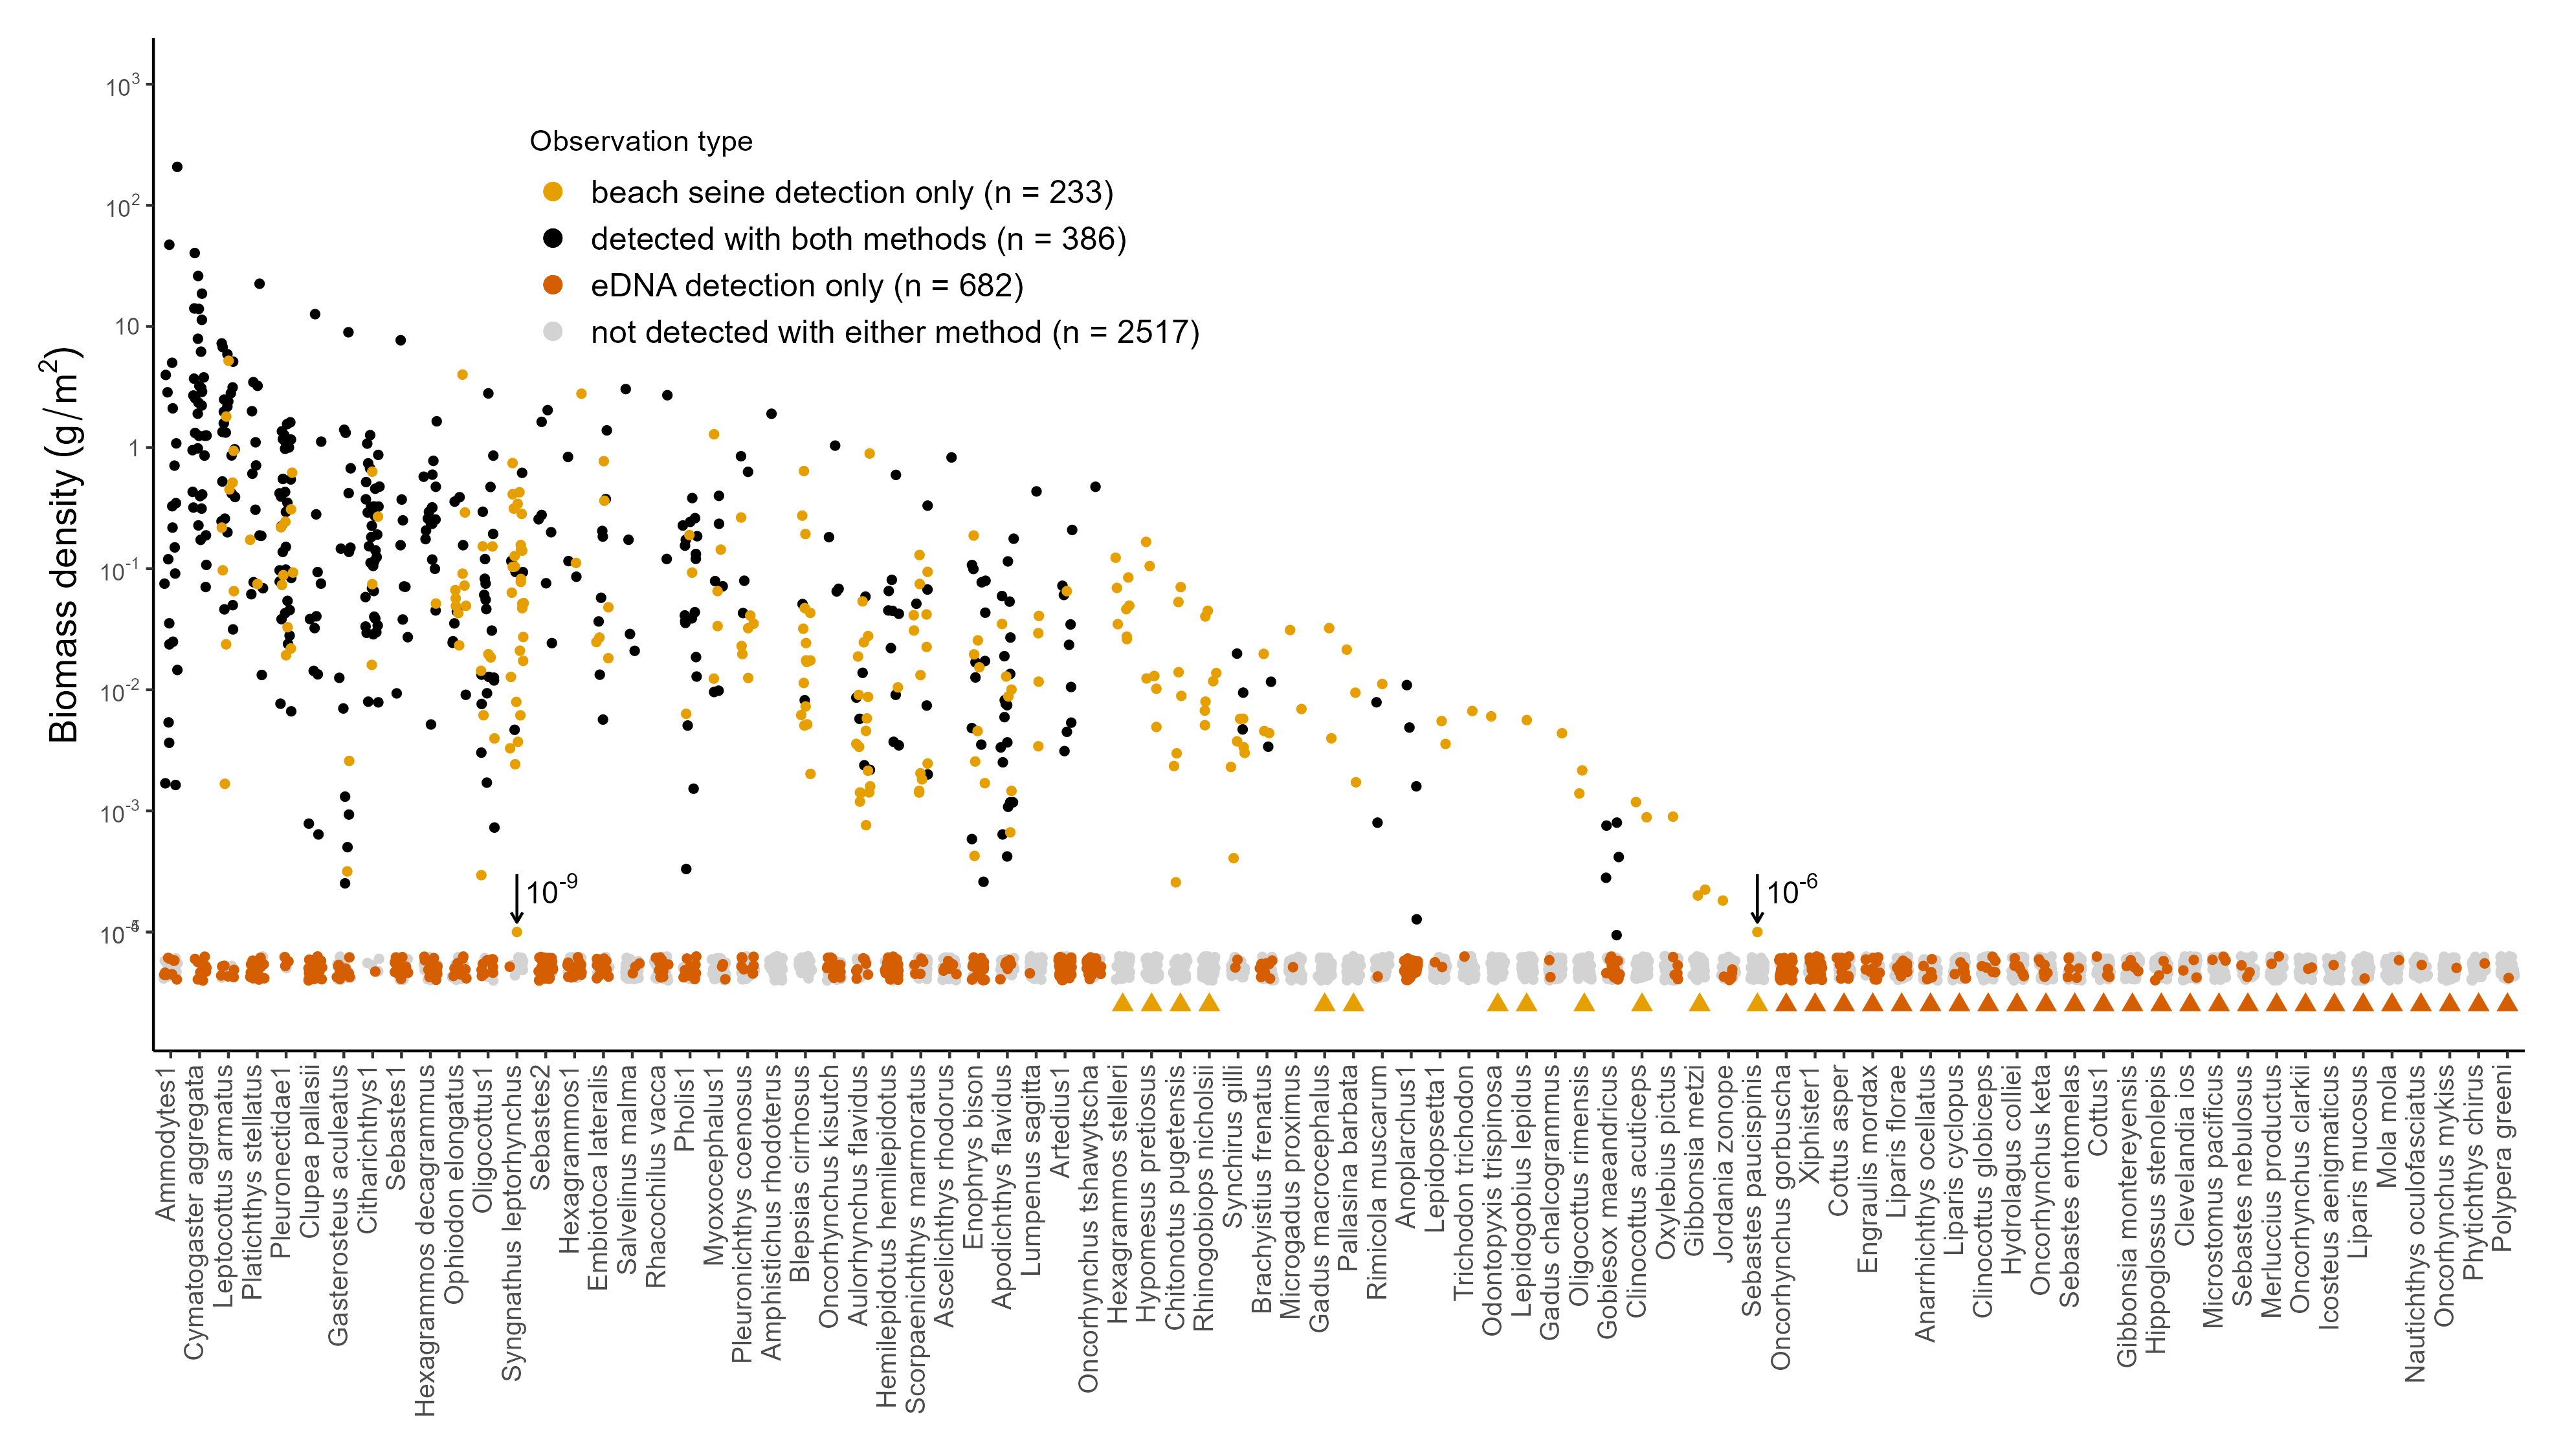 Observation type
beach seine detection only (n = 233)
detected with both methods (n = 386)
eDNA detection only (n = 682)
not detected with either method (n = 2517)
Biomass density (g/m²)
10³
10²
10
1
10⁻¹
10⁻²
10⁻³
10⁻⁹
10⁻⁶
Ammodytes1
Cymatogaster aggregata
Leptocottus armatus
Platichthys stellatus
Pleuronectidae1
Clupea pallasii
Gasterosteus aculeatus
Citharichthys1
Sebastes1
Hexagrammos decagrammus
Ophiodon elongatus
Oligocottus1
Syngnathus leptorhynchus
Sebastes2
Hexagrammos1
Embiotoca lateralis
Salvelinus malma
Rhacochilus vacca
Pholis1
Myoxocephalus1
Pleuronichthys coenosus
Amphistichus rhodoterus
Blepsias cirrhosus
Oncorhynchus kisutch
Aulorhynchus flavidus
Hemilepidotus hemilepidotus
Scorpaenichthys marmoratus
Ascelichthys rhodorus
Enophrys bison
Apodichthys flavidus
Lumpenus sagitta
Artedius1
Oncorhynchus tshawytscha
Hexagrammos stelleri
Hypomesus pretiosus
Chitonotus pugetensis
Rhinogobiops nicholsii
Synchirus gilli
Brachyistius frenatus
Microgadus proximus
Gadus macrocephalus
Pallasina barbata
Rimicola muscarum
Anoplarchus1
Lepidopsetta1
Trichodon trichodon
Odontopyxis trispinosa
Lepidogobius lepidus
Gadus chalcogrammus
Oligocottus rimensis
Gobiesox maeandricus
Clinocottus acuticeps
Oxylebius pictus
Gibbonsia metzi
Jordania zonope
Sebastes paucispinis
Oncorhynchus gorbuscha
Xiphister1
Cottus asper
Engraulis mordax
Liparis florae
Anarrhichthys ocellatus
Liparis cyclopus
Clinocottus globiceps
Hydrolagus colliei
Oncorhynchus keta
Sebastes entomelas
Cottus1
Gibbonsia montereyensis
Hippoglossus stenolepis
Clevelandia ios
Microstomus pacificus
Sebastes nebulosus
Merluccius productus
Oncorhynchus clarkii
Icosteus aenigmaticus
Liparis mucosus
Mola mola
Nautichthys oculofasciatus
Oncorhynchus mykiss
Phytichthys chirus
Polypera greeni